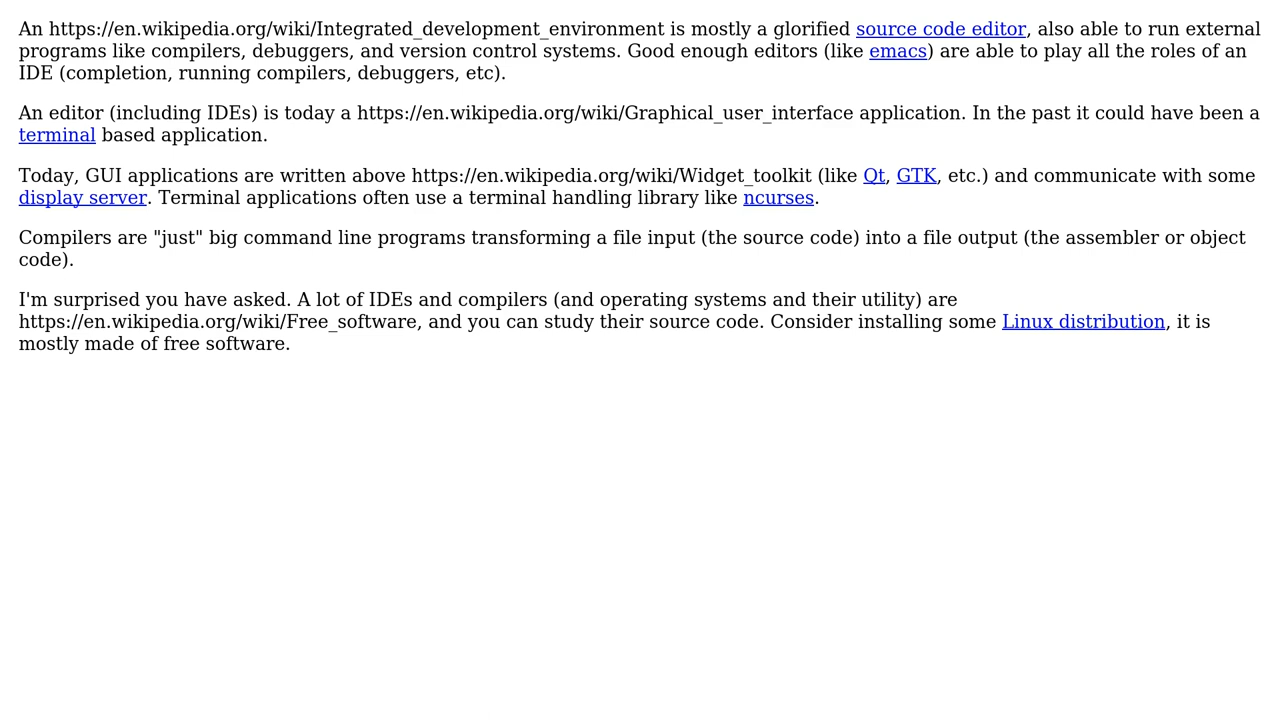 An https://en.wikipedia.org/wiki/Integrated_development_environment is mostly a glorified source code editor, also able to run external
programs like compilers, debuggers, and version control systems. Good enough editors (like emacs) are able to play all the roles of an
IDE (completion, running compilers, debuggers, etc).
An editor (including IDEs) is today a https://en.wikipedia.org/wiki/Graphical_user_interface application. In the past it could have been a
terminal based application.
Today, GUI applications are written above https://en.wikipedia.org/wiki/Widget_toolkit (like Qt, GTK, etc.) and communicate with some
display server. Terminal applications often use a terminal handling library like ncurses.
Compilers are "just" big command line programs transforming a file input (the source code) into a file output (the assembler or object
code).
I'm surprised you have asked. A lot of IDEs and compilers (and operating systems and their utility) are
https://en.wikipedia.org/wiki/Free_software, and you can study their source code. Consider installing some Linux distribution, it is
mostly made of free software.